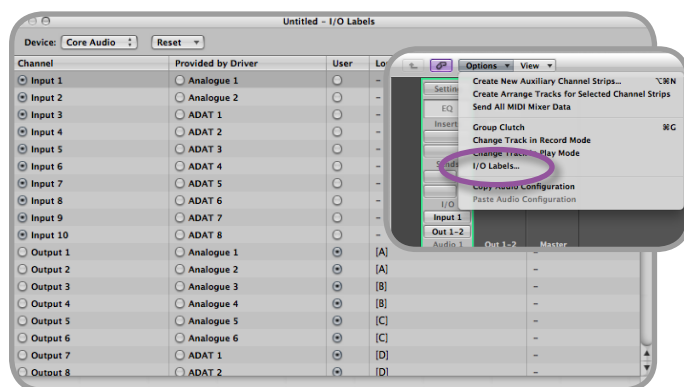 Untitled - I/O Labels
Device: Core Audio Reset
Channel Provided by Driver User
Input 1 Analogue 1 -
Input 2 Analogue 2 -
Input 3 ADAT 1 -
Input 4 ADAT 2 -
Input 5 ADAT 3 -
Input 6 ADAT 4 -
Input 7 ADAT 5 -
Input 8 ADAT 6 -
Input 9 ADAT 7 -
Input 10 ADAT 8 -
Output 1 Analogue 1 [A] -
Output 2 Analogue 2 [A] -
Output 3 Analogue 3 [B] -
Output 4 Analogue 4 [B] -
Output 5 Analogue 5 [C] -
Output 6 Analogue 6 [C] -
Output 7 ADAT 1 [D] -
Output 8 ADAT 2 [D] -
Options View
Create New Auxiliary Channel Strips... ⌥⌘N
Create Arrange Tracks for Selected Channel Strips
Send All MIDI Mixer Data
Group Clutch ⌘G
Change Track in Record Mode
Change Track in Play Mode
I/O Labels...
Copy Audio Configuration
Paste Audio Configuration
EQ
I/O
Input 1
Out 1-2
Audio 1 Out 1-2 Master